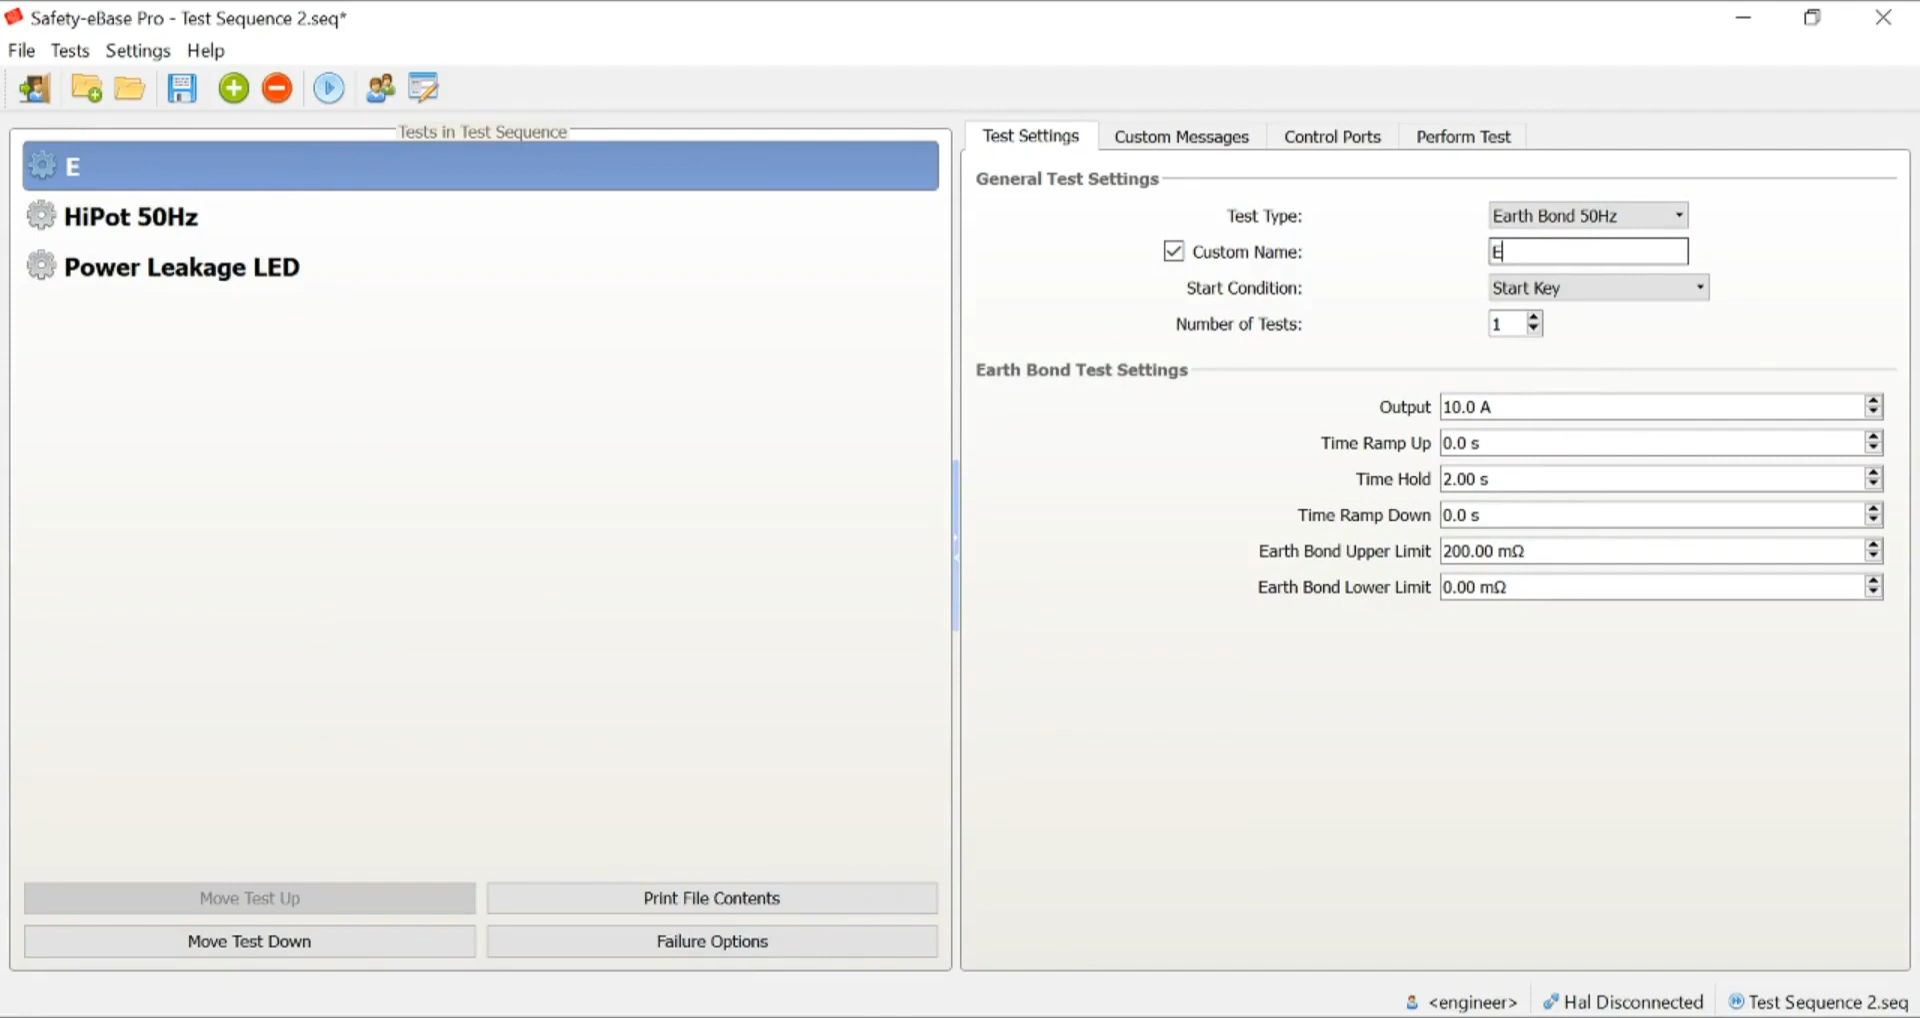 Safety-eBase Pro - Test Sequence 2.seq*
File Tests Settings Help
Tests in Test Sequence
E
HiPot 50Hz
Power Leakage LED
Move Test Up
Print File Contents
Move Test Down
Failure Options
Test Settings Custom Messages Control Ports Perform Test
General Test Settings
Test Type: Earth Bond 50Hz
Custom Name: E
Start Condition: Start Key
Number of Tests: 1
Earth Bond Test Settings
Output 10.0 A
Time Ramp Up 0.0 s
Time Hold 2.00 s
Time Ramp Down 0.0 s
Earth Bond Upper Limit 200.00 mΩ
Earth Bond Lower Limit 0.00 mΩ
<engineer> Hal Disconnected Test Sequence 2.seq